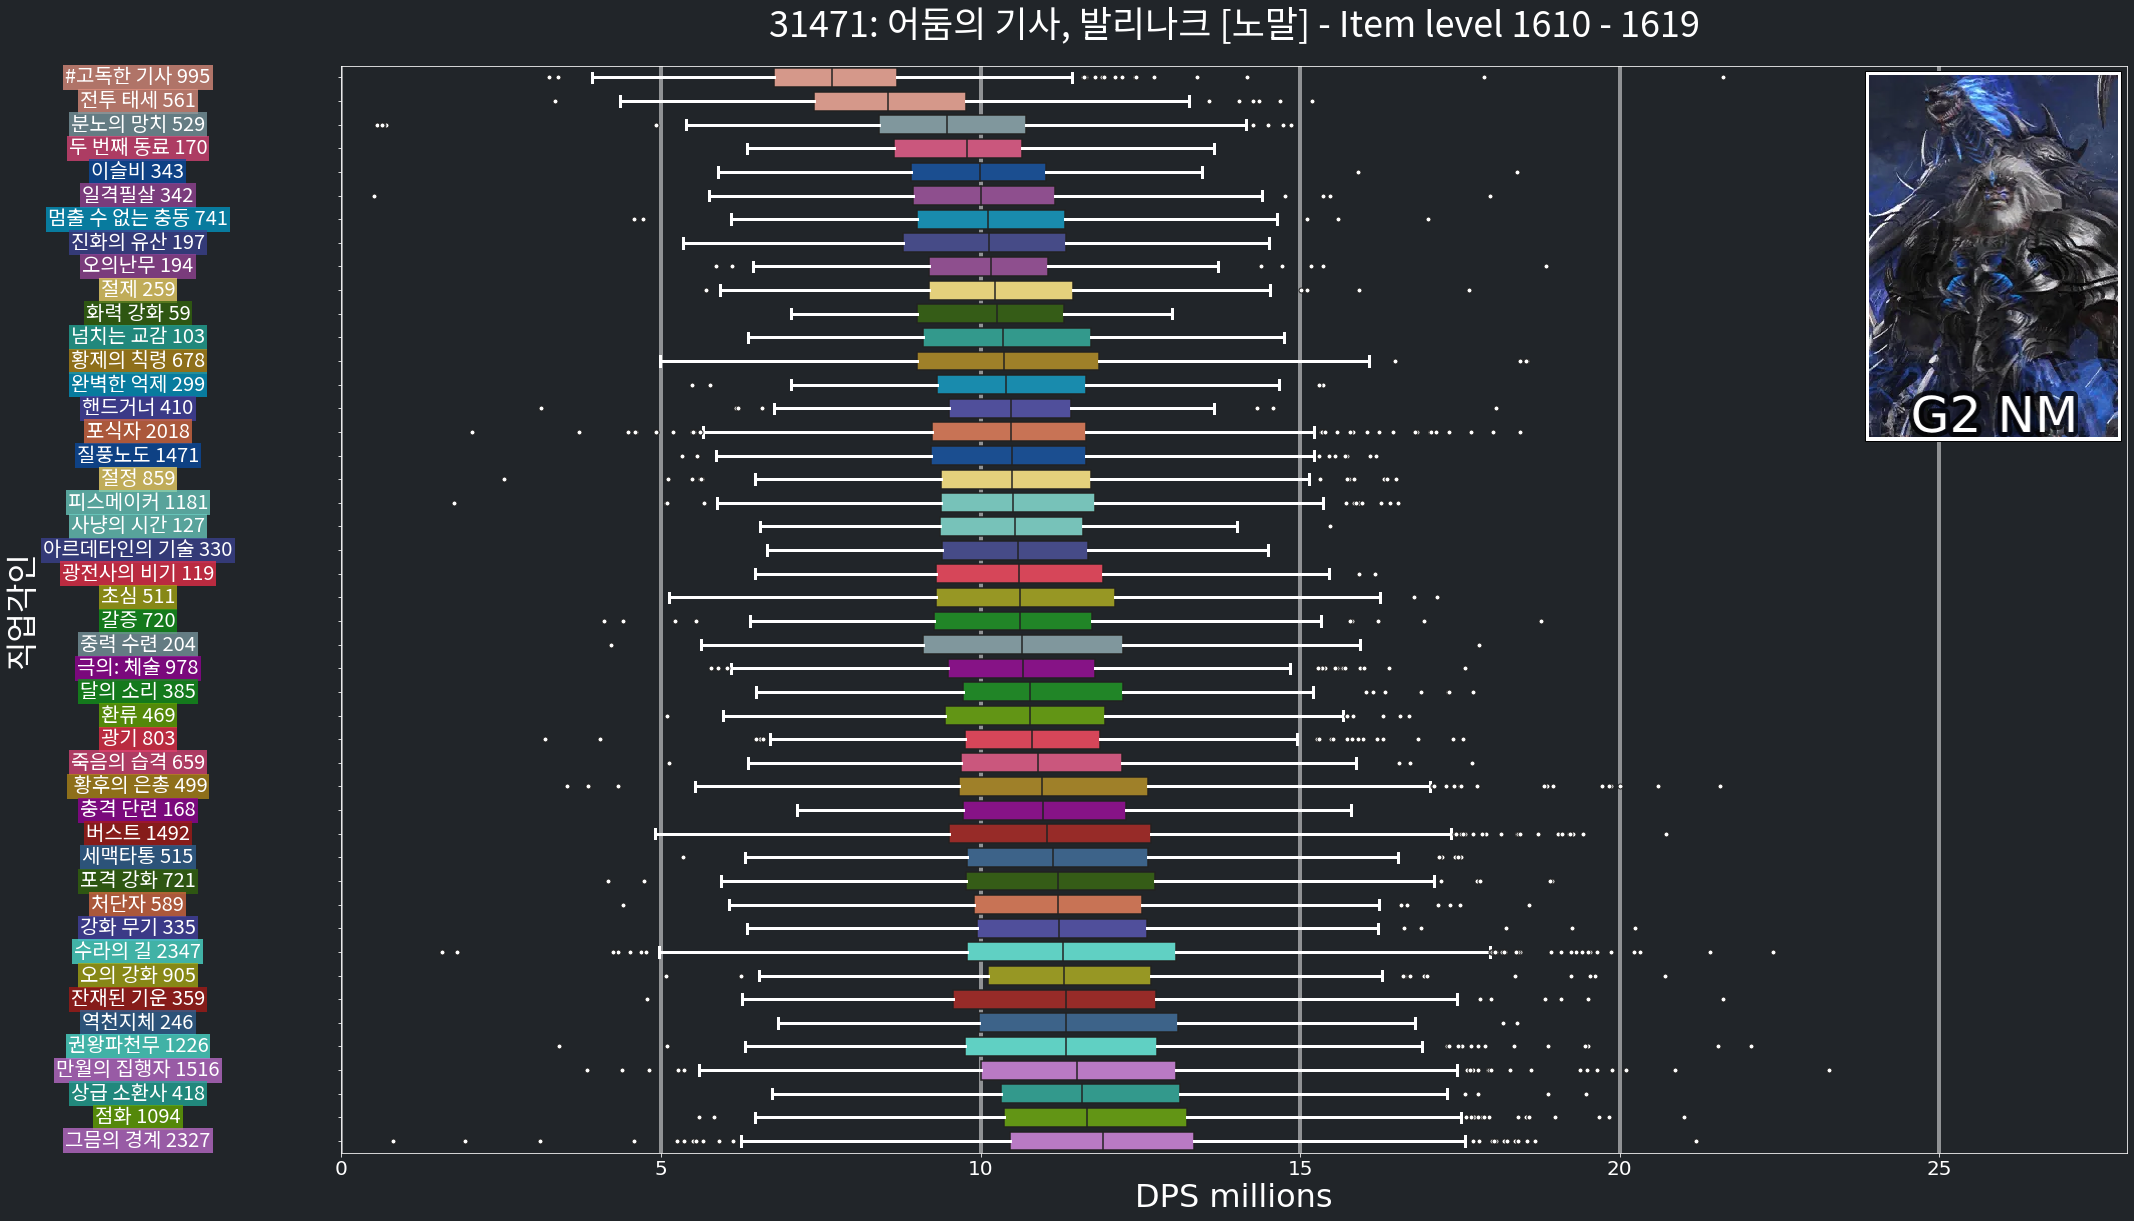 31471: 어둠의 기사, 발리나크 [노말] - Item level 1610 - 1619
#고독한 기사 995
전투 태세 561
분노의 망치 529
두 번째 동료 170
이슬비 343
일격필살 342
멈출 수 없는 충동 741
진화의 유산 197
오의난무 194
절제 259
화력 강화 59
넘치는 교감 103
황제의 칙령 678
완벽한 억제 299
핸드거너 410
포식자 2018
질풍노도 1471
절정 859
피스메이커 1181
사냥의 시간 127
아르데타인의 기술 330
광전사의 비기 119
초심 511
갈증 720
중력 수련 204
극의: 체술 978
달의 소리 385
환류 469
광기 803
죽음의 습격 659
황후의 은총 499
충격 단련 168
버스트 1492
세맥타통 515
포격 강화 721
처단자 589
강화 무기 335
수라의 길 2347
오의 강화 905
잔재된 기운 359
역천지체 246
권왕파천무 1226
만월의 집행자 1516
상급 소환사 418
점화 1094
그믐의 경계 2327
직업각인
G2 NM
0 5 10 15 20 25
DPS millions